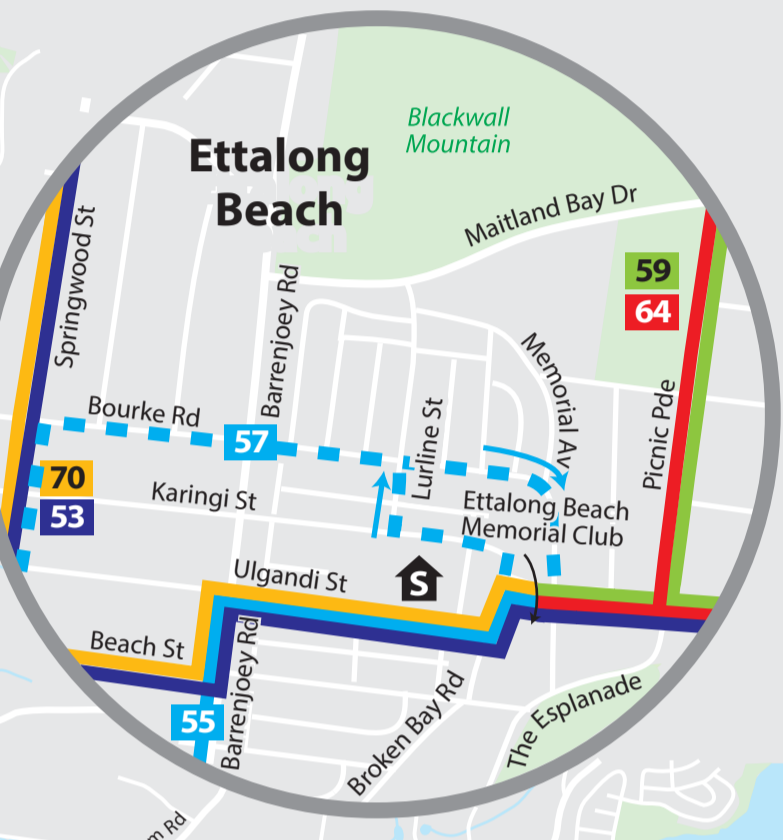 Blackwall
Mountain
Ettalong
Beach
Maitland Bay Dr
59
64
Springwood St
Barrenjoey Rd
Memorial Av
Picnic Pde
Bourke Rd
57
Lurline St
70
53
Karingi St
Ettalong Beach
Memorial Club
Ulgandi St
S
Beach St
Barrenjoey Rd
55
Broken Bay Rd
The Esplanade
m Rd